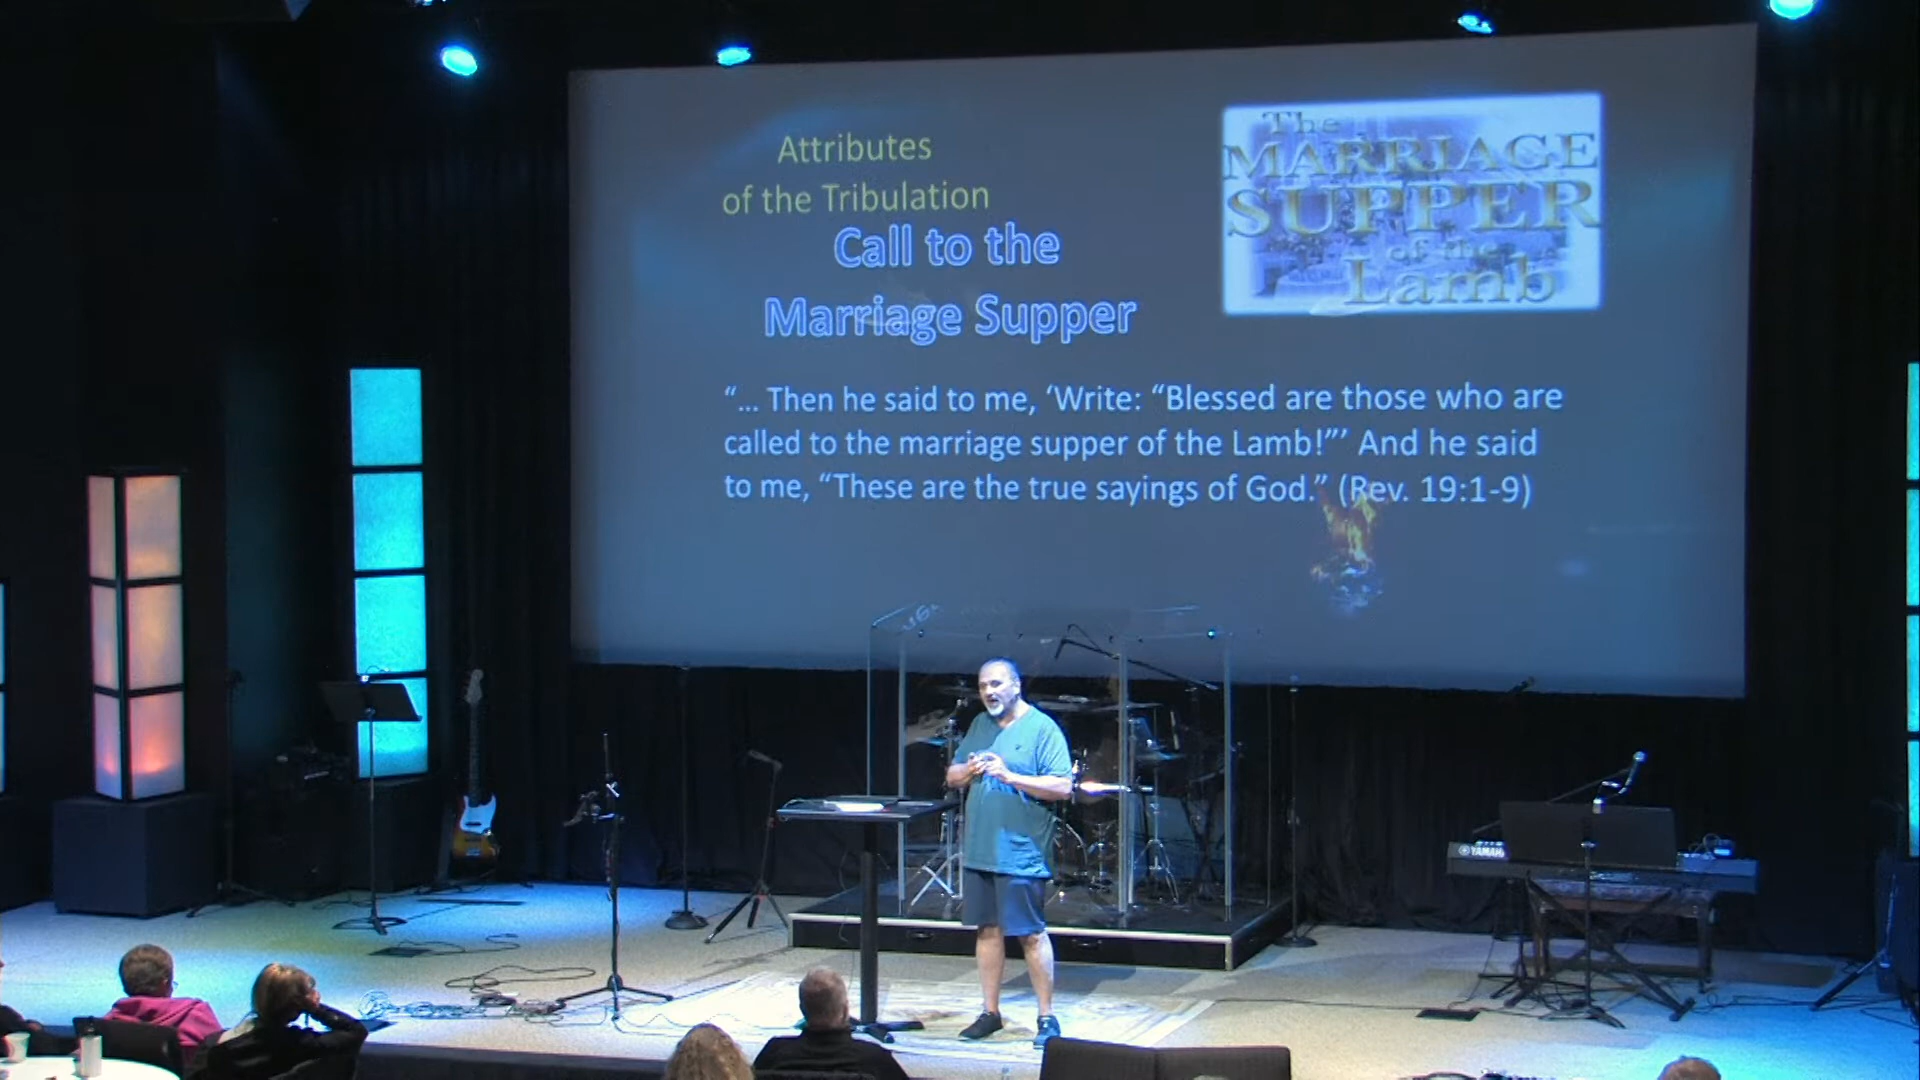 Attributes
of the Tribulation
Call to the
Marriage Supper
The
MARRIAGE
SUPPER
of the
Lamb
“... Then he said to me, ‘Write: “Blessed are those who are
called to the marriage supper of the Lamb!”’ And he said
to me, “These are the true sayings of God.” (Rev. 19:1-9)
YAMAHA